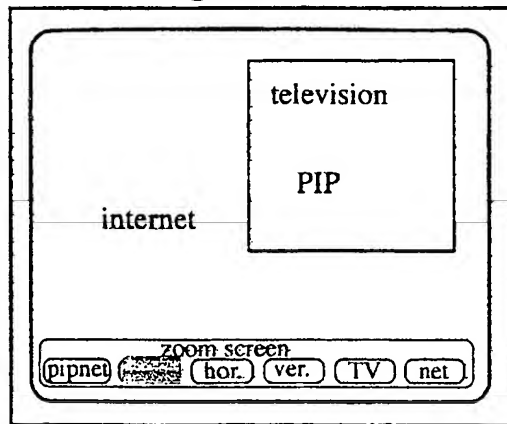 television
PIP
internet
zoom screen
pipnet hor. ver. TV net